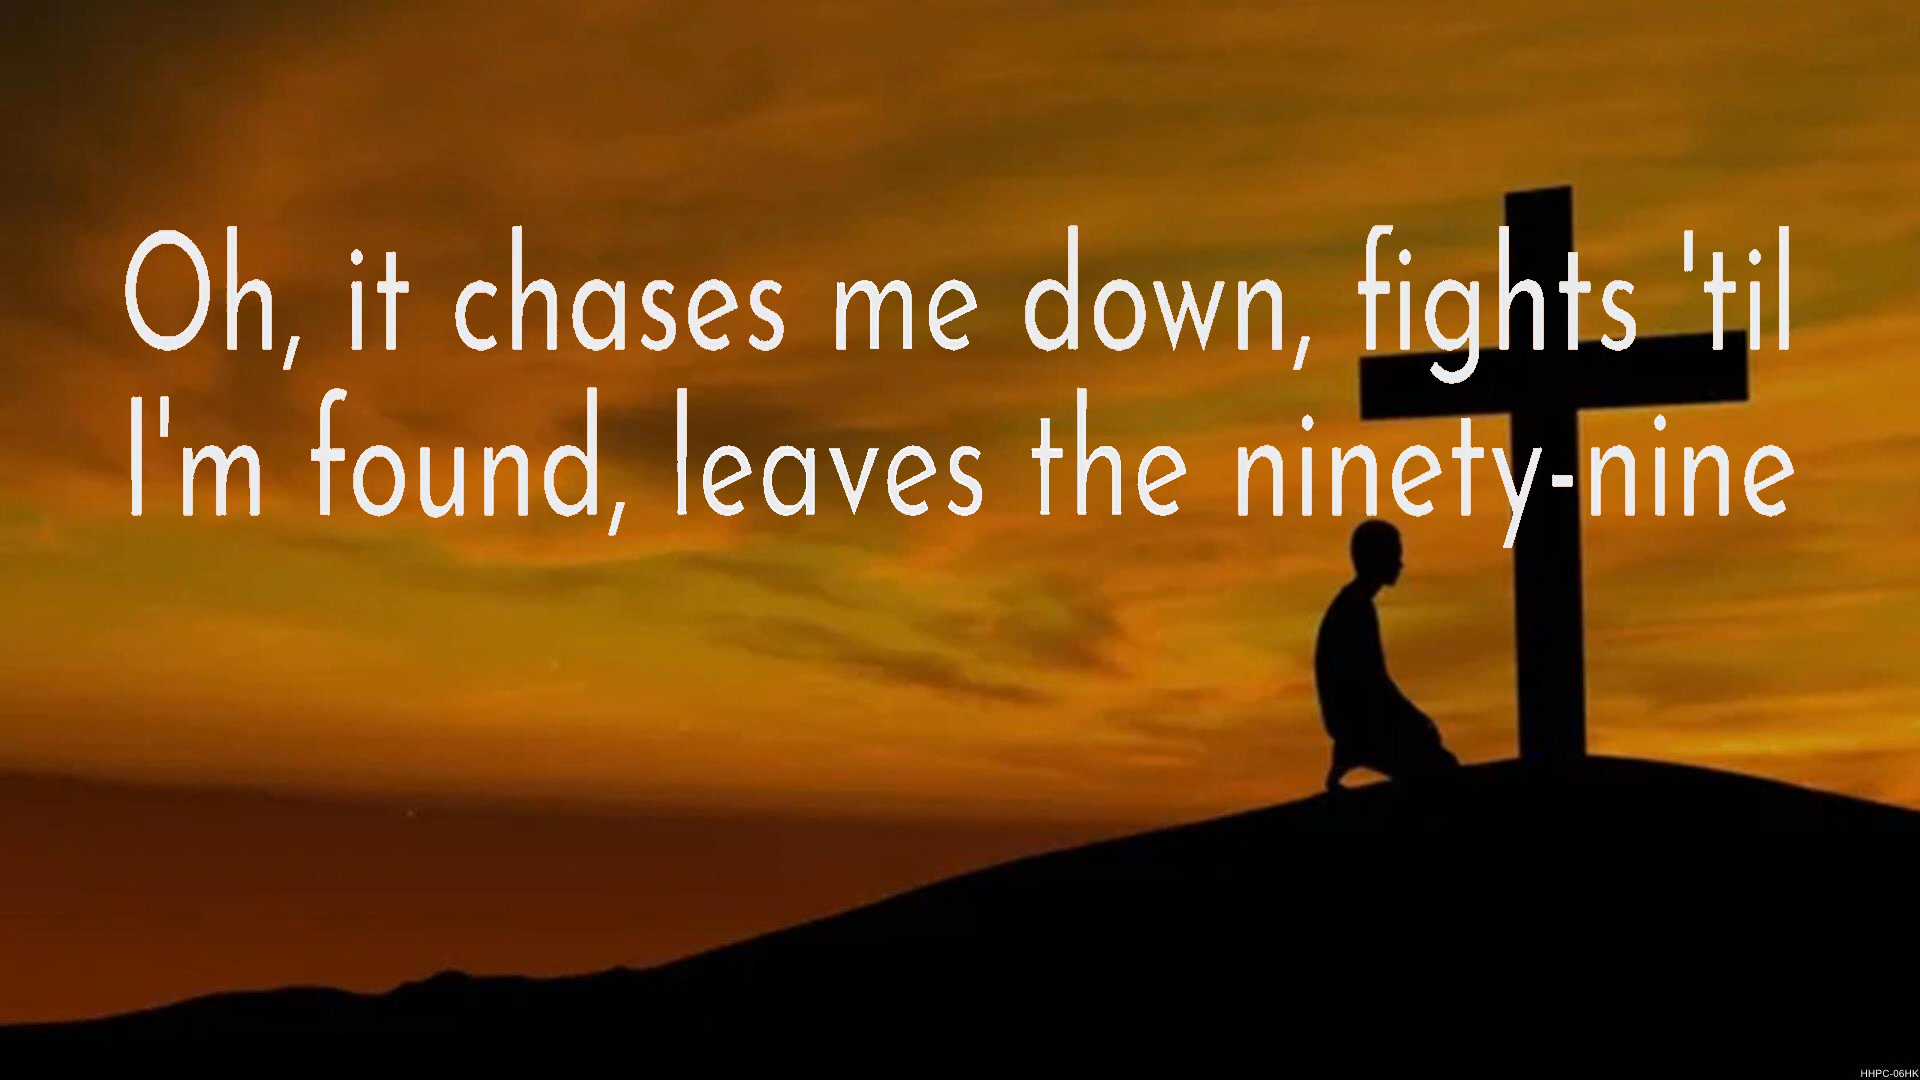 Oh, it chases me down, fights 'til
I'm found, leaves the ninety-nine
HHPC-06HK